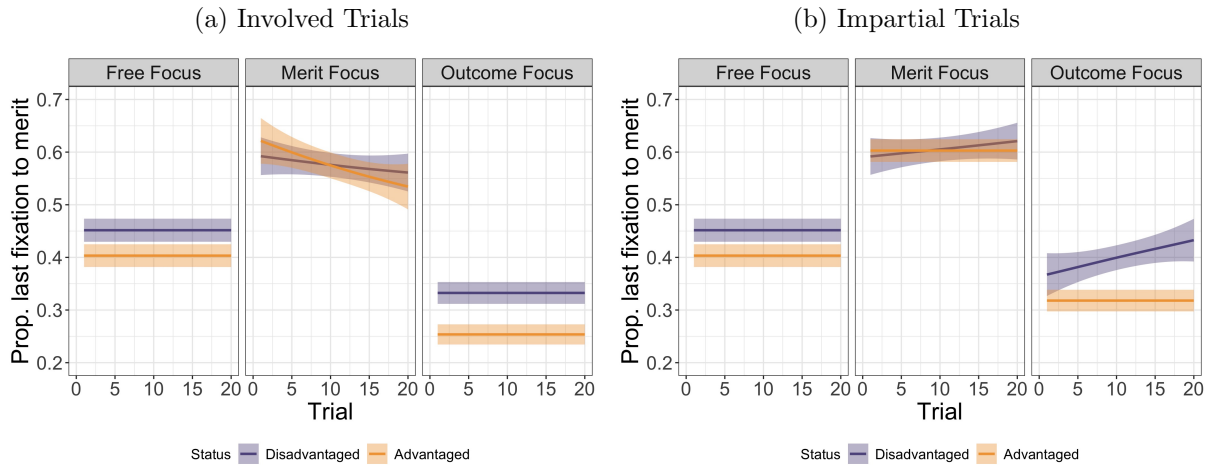 (a) Involved Trials
Free Focus Merit Focus Outcome Focus
Prop. last fixation to merit
0.7
0.6
0.5
0.4
0.3
0.2
0 5 10 15 20 0 5 10 15 20 0 5 10 15 20
Trial
Status Disadvantaged Advantaged
(b) Impartial Trials
Free Focus Merit Focus Outcome Focus
Prop. last fixation to merit
0.7
0.6
0.5
0.4
0.3
0.2
0 5 10 15 20 0 5 10 15 20 0 5 10 15 20
Trial
Status Disadvantaged Advantaged